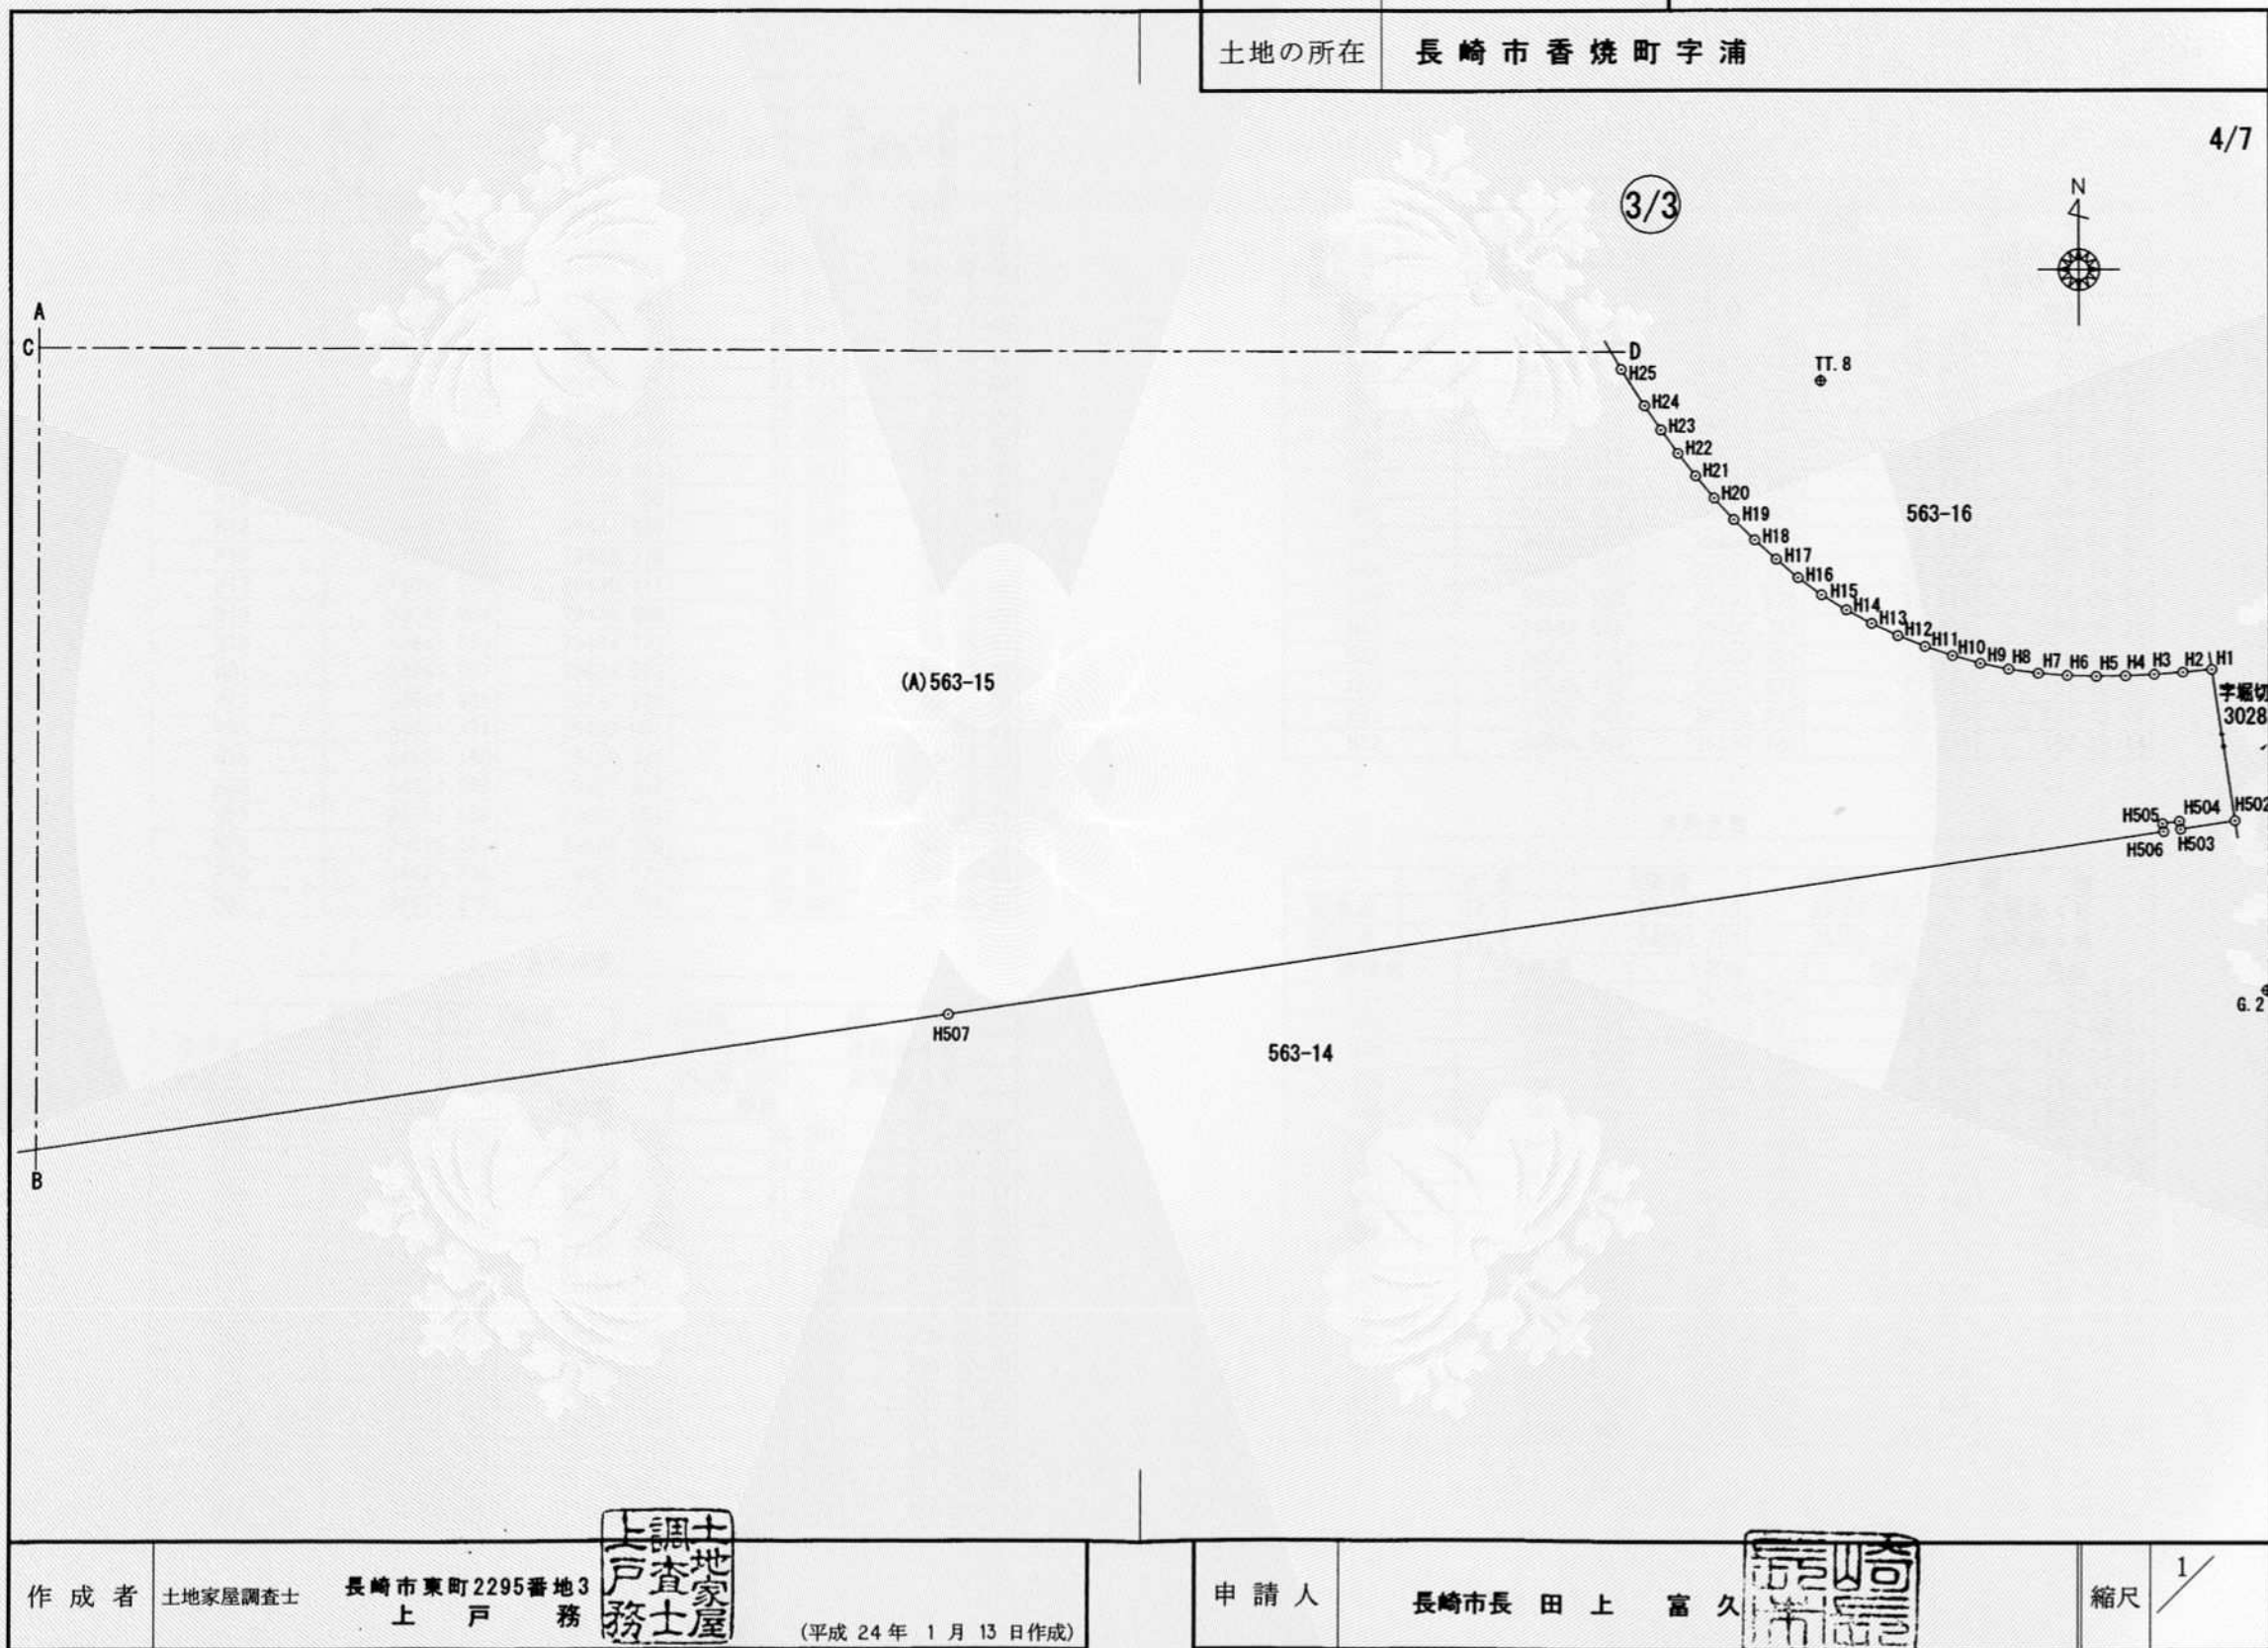 土地の所在 長崎市香焼町字浦
4/7
3/3
N
A
C
D
TT. 8
H25
H24
H23
H22
H21
H20
H19
H18
H17
H16
H15
H14
H13
H12
H11
H10
H9
H8
H7
H6
H5
H4
H3
H2
H1
563-16
(A)563-15
字堀切
3028
H505
H504
H502
H506
H503
G. 2
H507
563-14
B
作成者 土地家屋調査士 長崎市東町2295番地3
上戸 務
土地家屋
調査士
上戸務
(平成 24 年 1 月 13 日作成)
申請人 長崎市長 田上 富久
縮尺 1/